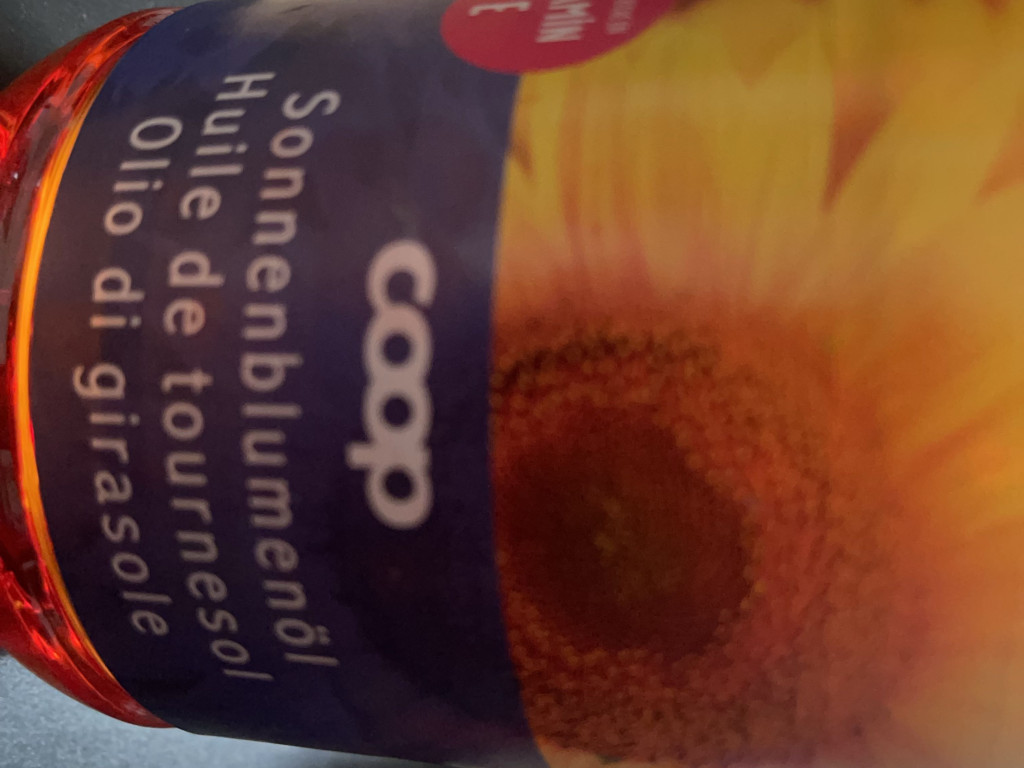 coop
Sonnenblumenöl
Huile de tournesol
Olio di girasole
E